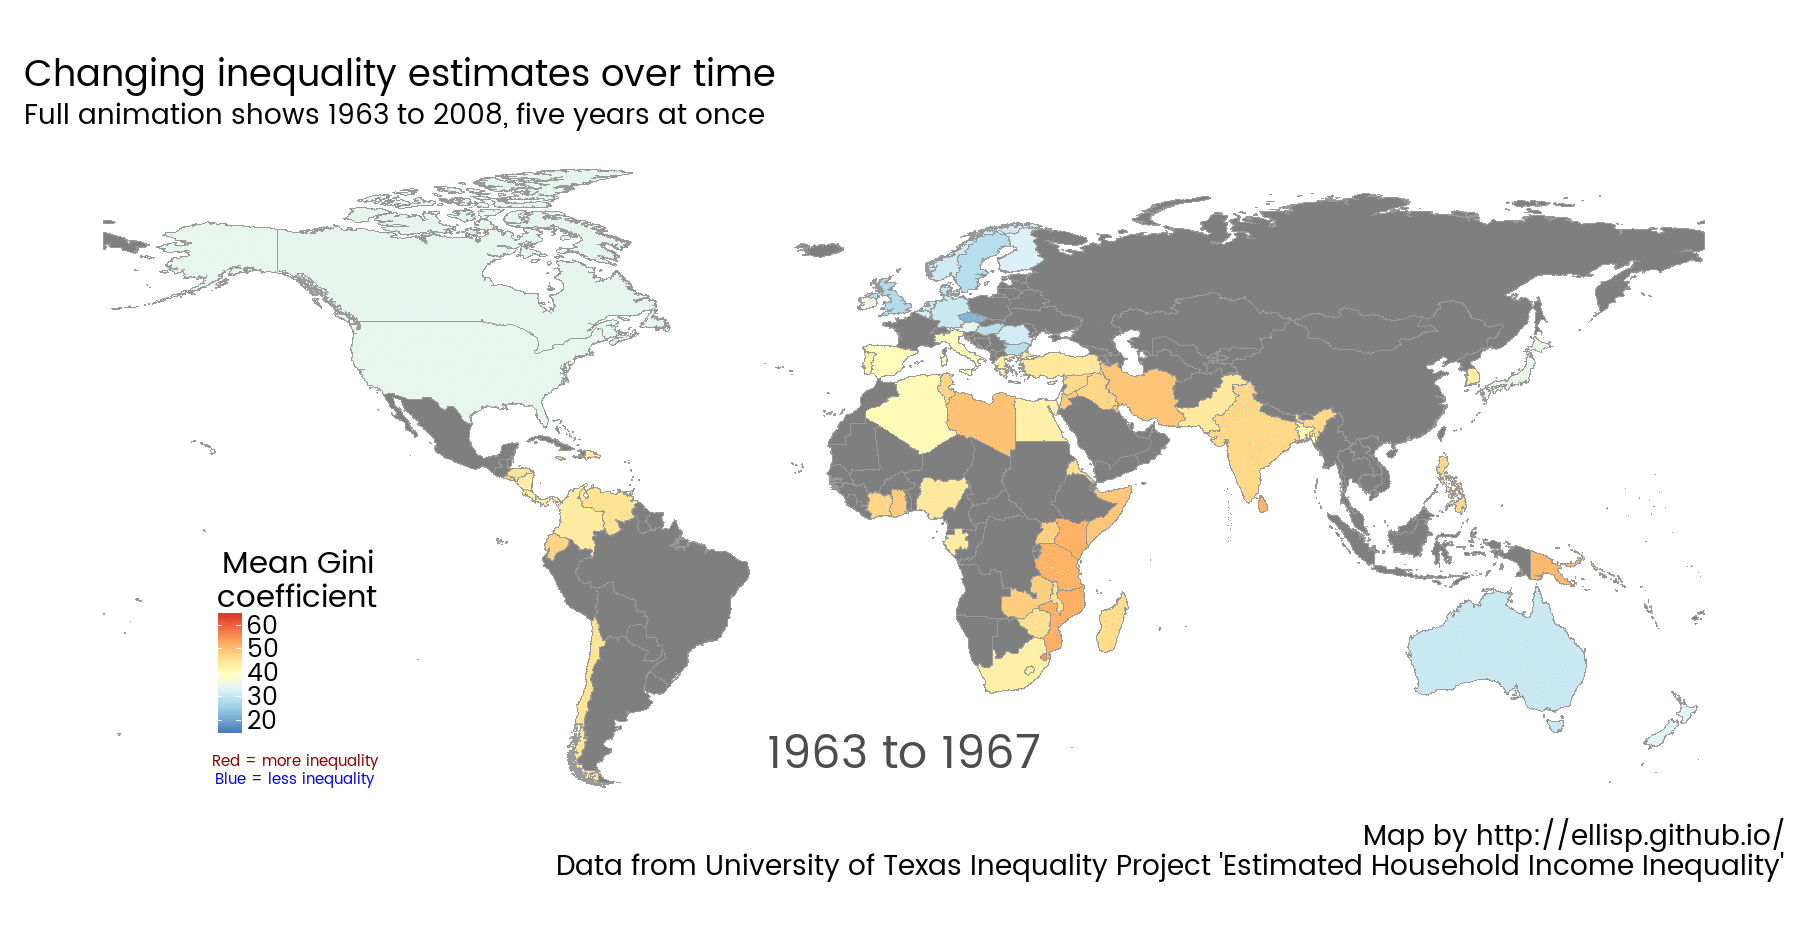 Changing inequality estimates over time
Full animation shows 1963 to 2008, five years at once
Mean Gini
coefficient
60
50
40
30
20
Red = more inequality
Blue = less inequality
1963 to 1967
Map by http://ellisp.github.io/
Data from University of Texas Inequality Project 'Estimated Household Income Inequality'